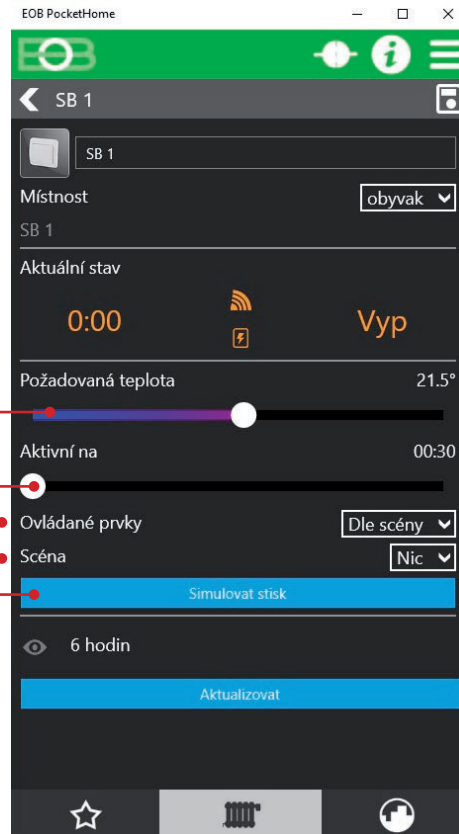 EOB PocketHome
EOB
SB 1
SB 1
Místnost obyvak
SB 1
Aktuální stav
0:00 Vyp
Požadovaná teplota 21.5°
Aktivní na 00:30
Ovládané prvky Dle scény
Scéna Nic
Simulovat stisk
6 hodin
Aktualizovat